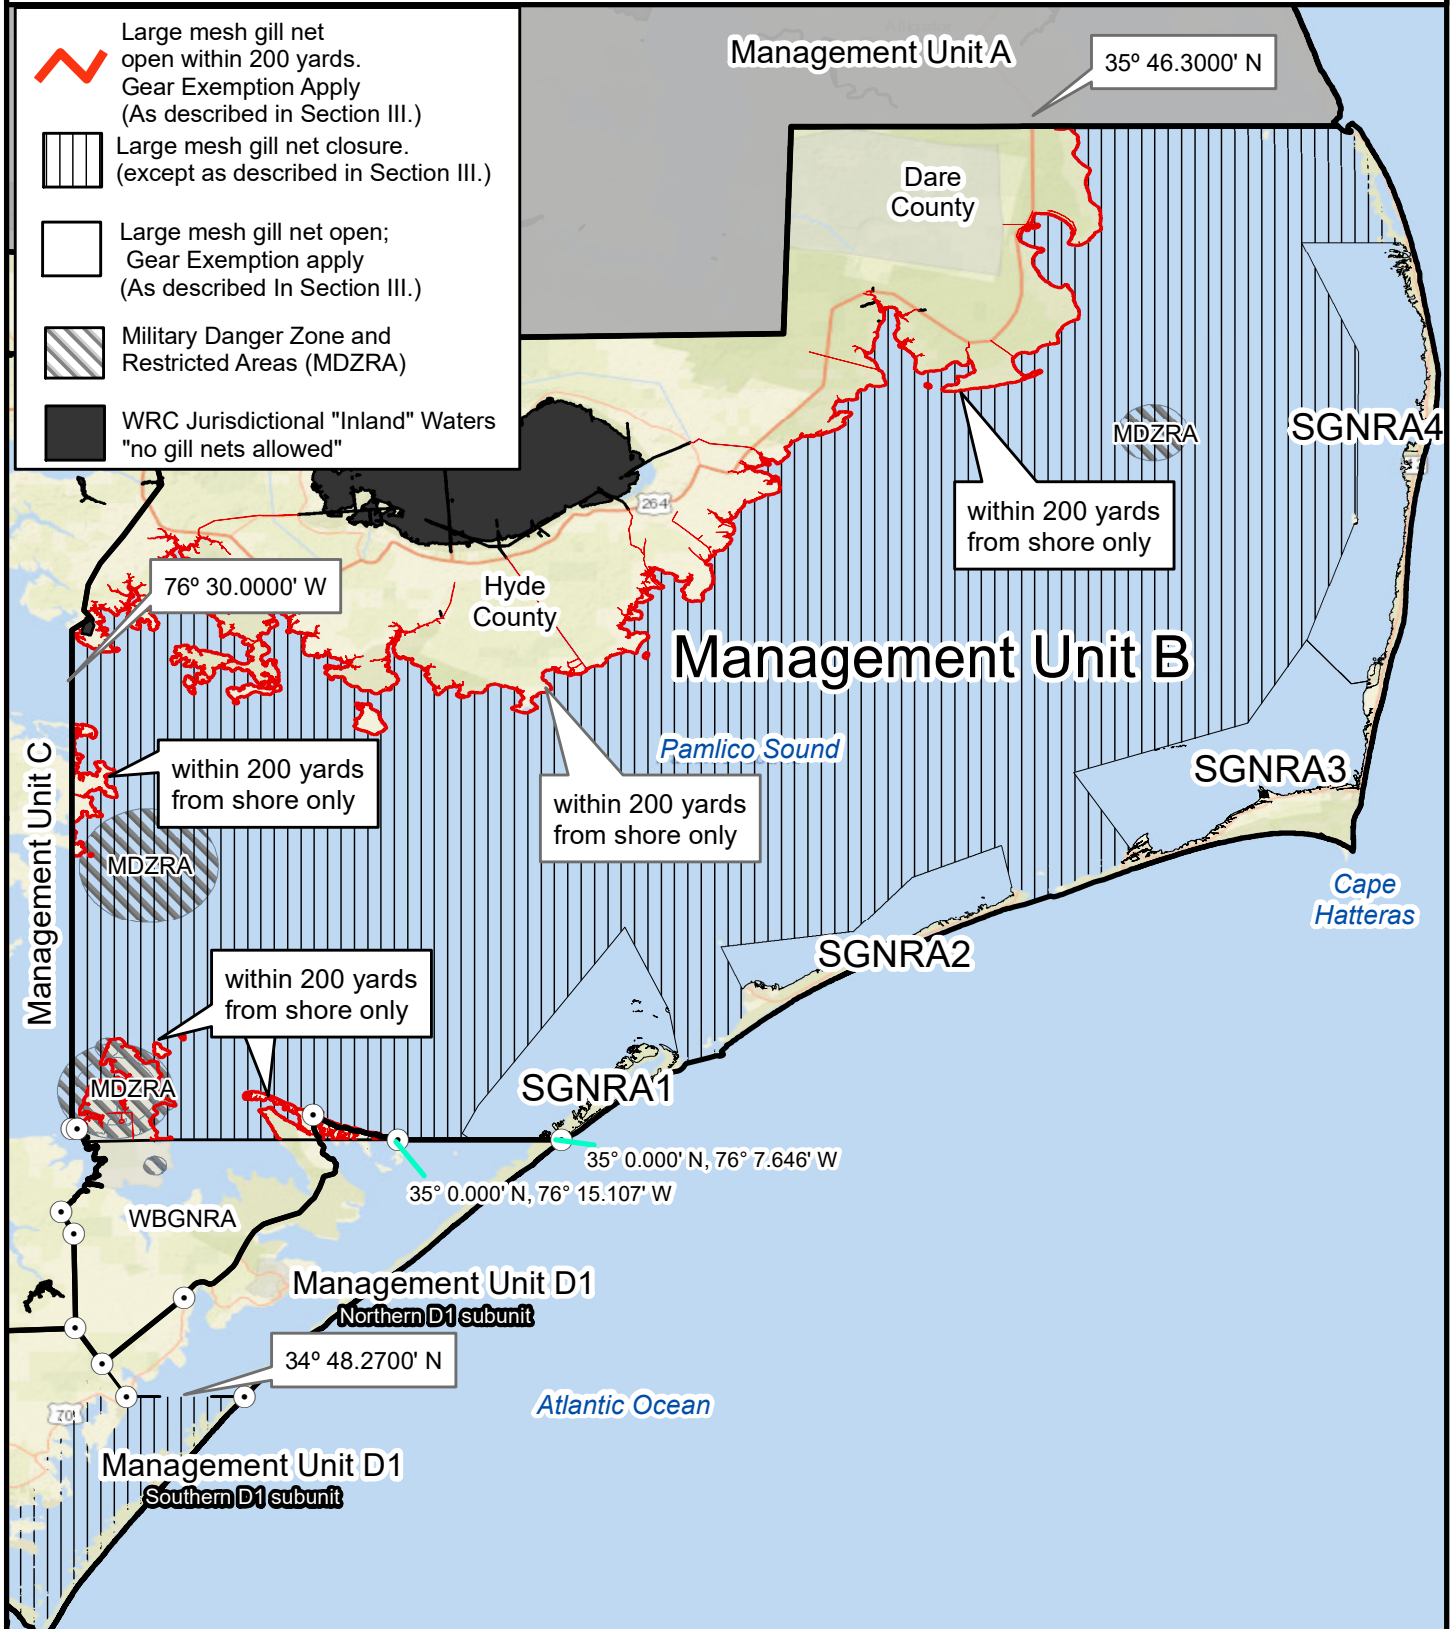 Large mesh gill net
open within 200 yards.
Gear Exemption Apply
(As described in Section III.)
Large mesh gill net closure.
(except as described in Section III.)
Large mesh gill net open;
Gear Exemption apply
(As described In Section III.)
Military Danger Zone and
Restricted Areas (MDZRA)
WRC Jurisdictional "Inland" Waters
"no gill nets allowed"
Management Unit A
35º 46.3000' N
Dare
County
MDZRA
SGNRA4
within 200 yards
from shore only
264
76º 30.0000' W
Hyde
County
Management Unit B
Pamlico Sound
Management Unit C
within 200 yards
from shore only
within 200 yards
from shore only
SGNRA3
MDZRA
Cape
Hatteras
SGNRA2
within 200 yards
from shore only
MDZRA
SGNRA1
35° 0.000' N, 76° 7.646' W
35° 0.000' N, 76° 15.107' W
WBGNRA
Management Unit D1
Northern D1 subunit
34º 48.2700' N
70
Atlantic Ocean
Management Unit D1
Southern D1 subunit